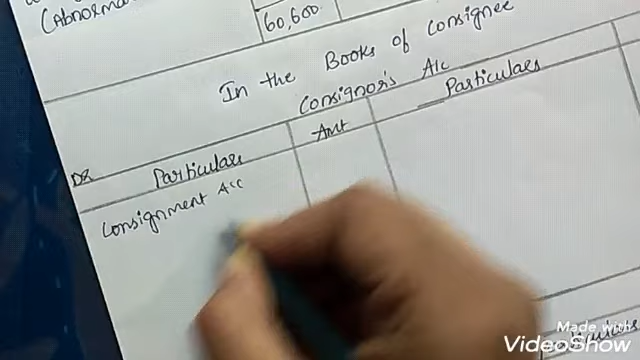 (Abnorma
60,600
In the Books of Consignee
Consignor's A/c
Dr Particulars Amt Particulars
Consignment A/c
Made with
VideoShow